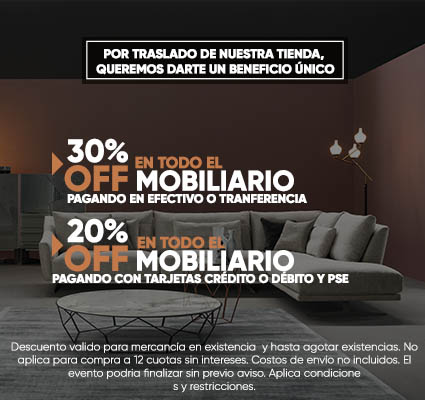 POR TRASLADO DE NUESTRA TIENDA,
QUEREMOS DARTE UN BENEFICIO ÚNICO
30%
OFF
EN TODO EL
MOBILIARIO
PAGANDO EN EFECTIVO O TRANFERENCIA
20%
OFF
EN TODO EL
MOBILIARIO
PAGANDO CON TARJETAS CRÉDITO O DÉBITO Y PSE
Descuento valido para mercancía en existencia y hasta agotar existencias. No
aplica para compra a 12 cuotas sin intereses. Costos de envío no incluidos. El
evento podria finalizar sin previo aviso. Aplica condicione
s y restricciones.